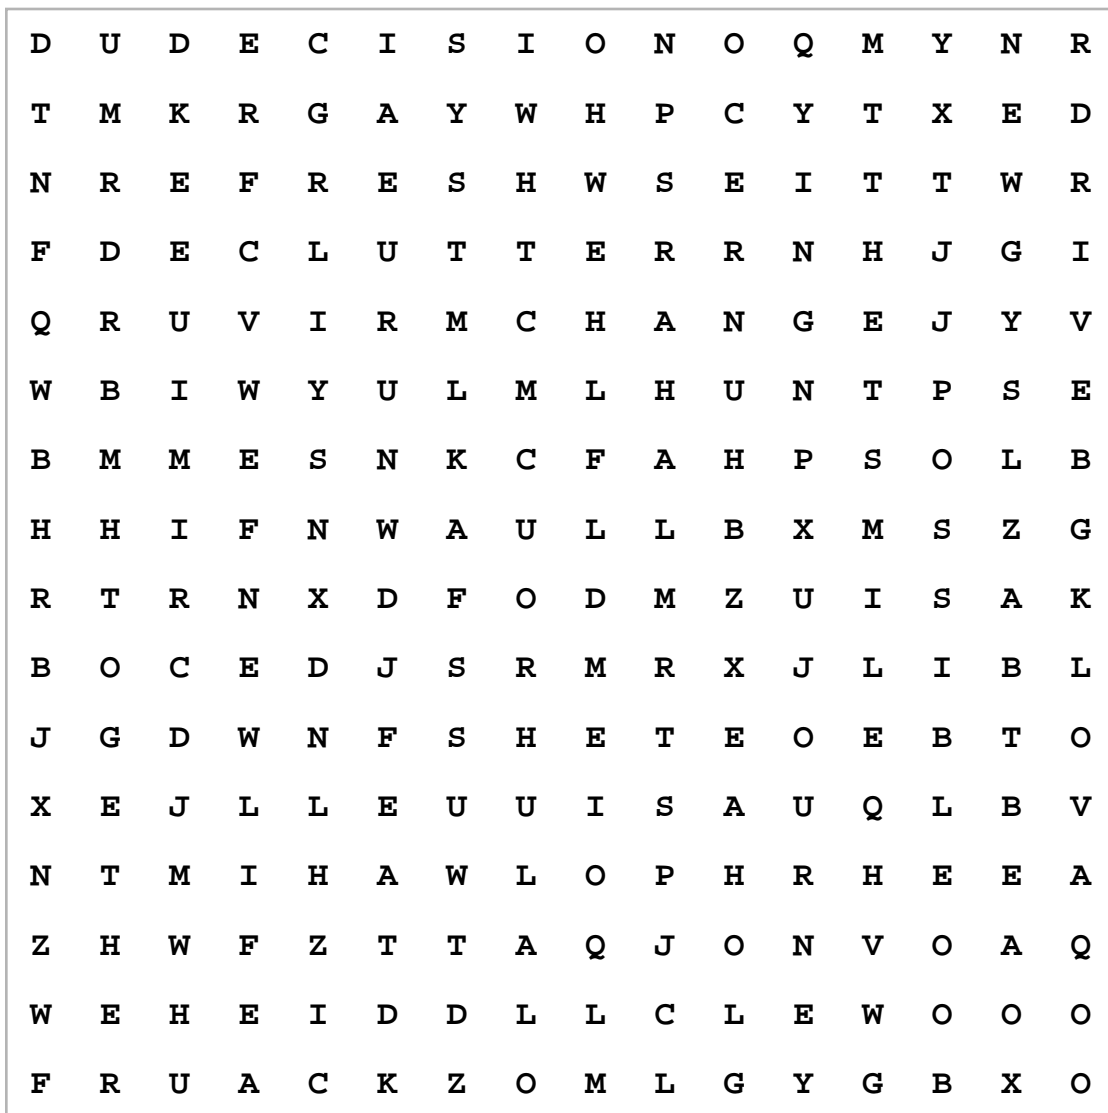 D U D E C I S I O N O Q M Y N R
T M K R G A Y W H P C Y T X E D
N R E F R E S H W S E I T T W R
F D E C L U T T E R R N H J G I
Q R U V I R M C H A N G E J Y V
W B I W Y U L M L H U N T P S E
B M M E S N K C F A H P S O L B
H H I F N W A U L L B X M S Z G
R T R N X D F O D M Z U I S A K
B O C E D J S R M R X J L I B L
J G D W N F S H E T E O E B T O
X E J L L E U U I S A U Q L B V
N T M I H A W L O P H R H E E A
Z H W F Z T T A Q J O N V O A Q
W E H E I D D L L C L E W O O O
F R U A C K Z O M L G Y G B X O